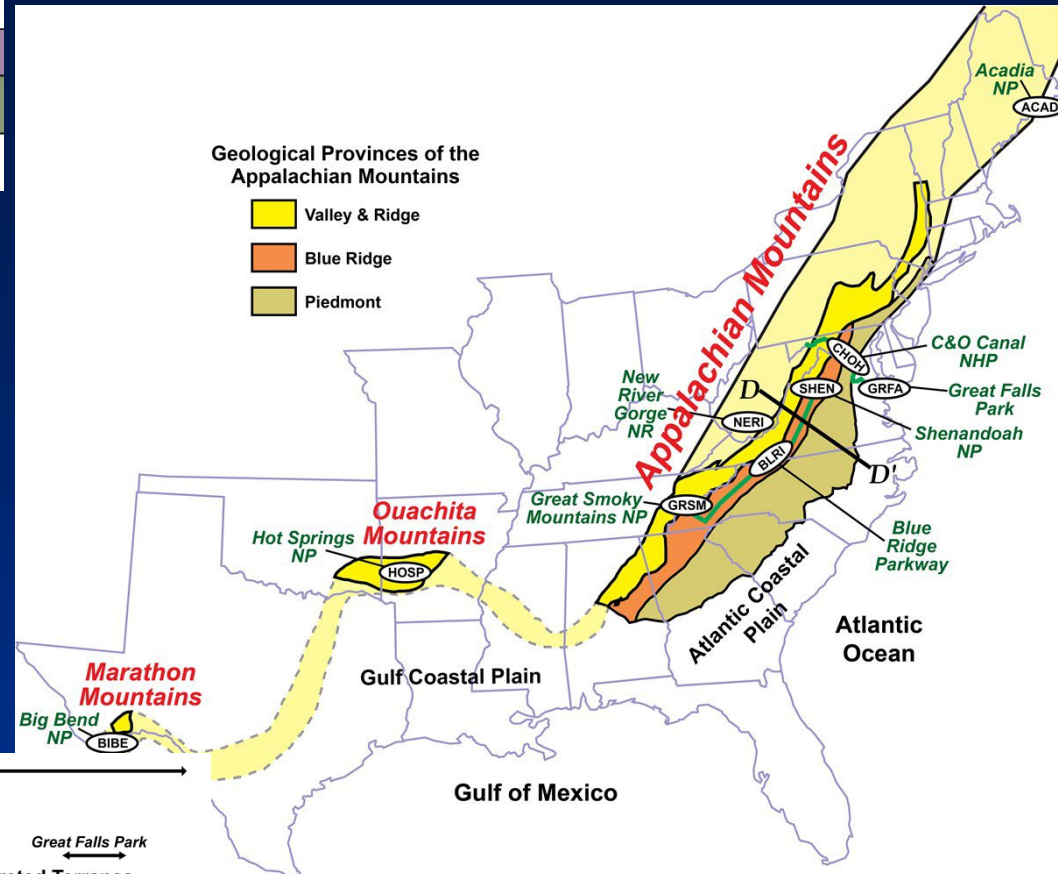 Geological Provinces of the
Appalachian Mountains
Valley & Ridge
Blue Ridge
Piedmont
Appalachian Mountains
Acadia
NP
ACAD
C&O Canal
NHP
CHOH
GRFA
Great Falls
Park
SHEN
Shenandoah
NP
New
River
Gorge
NR
NERI
D
D'
BLRI
Blue
Ridge
Parkway
Great Smoky
Mountains NP
GRSM
Ouachita
Mountains
Hot Springs
NP
HOSP
Atlantic Coastal
Plain
Atlantic
Ocean
Marathon
Mountains
Big Bend
NP
BIBE
Gulf Coastal Plain
Gulf of Mexico
Great Falls Park